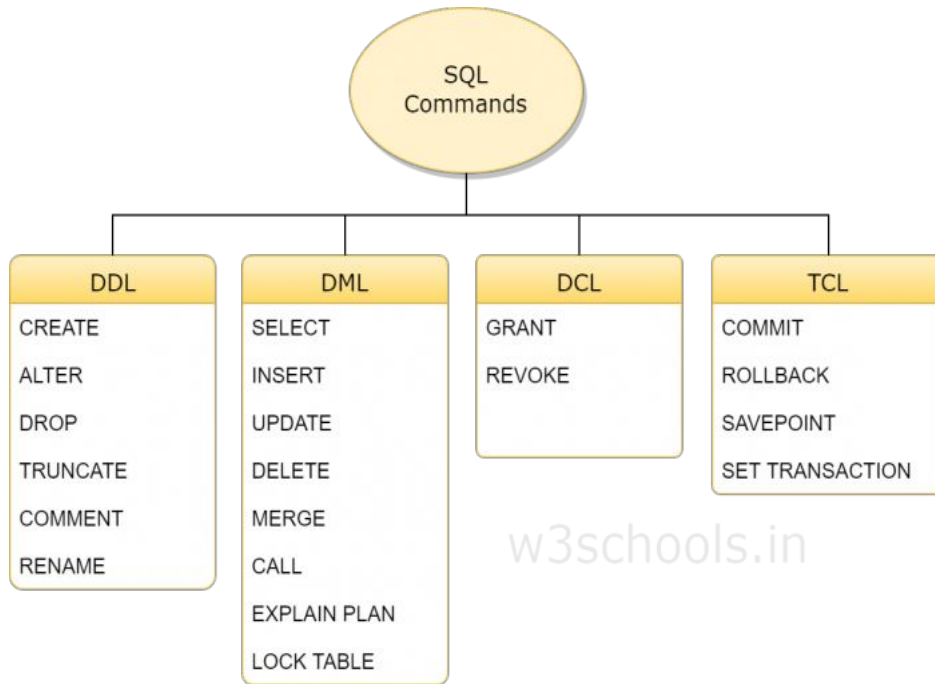 SQL
Commands
DDL
CREATE
ALTER
DROP
TRUNCATE
COMMENT
RENAME
DML
SELECT
INSERT
UPDATE
DELETE
MERGE
CALL
EXPLAIN PLAN
LOCK TABLE
DCL
GRANT
REVOKE
TCL
COMMIT
ROLLBACK
SAVEPOINT
SET TRANSACTION
w3schools.in